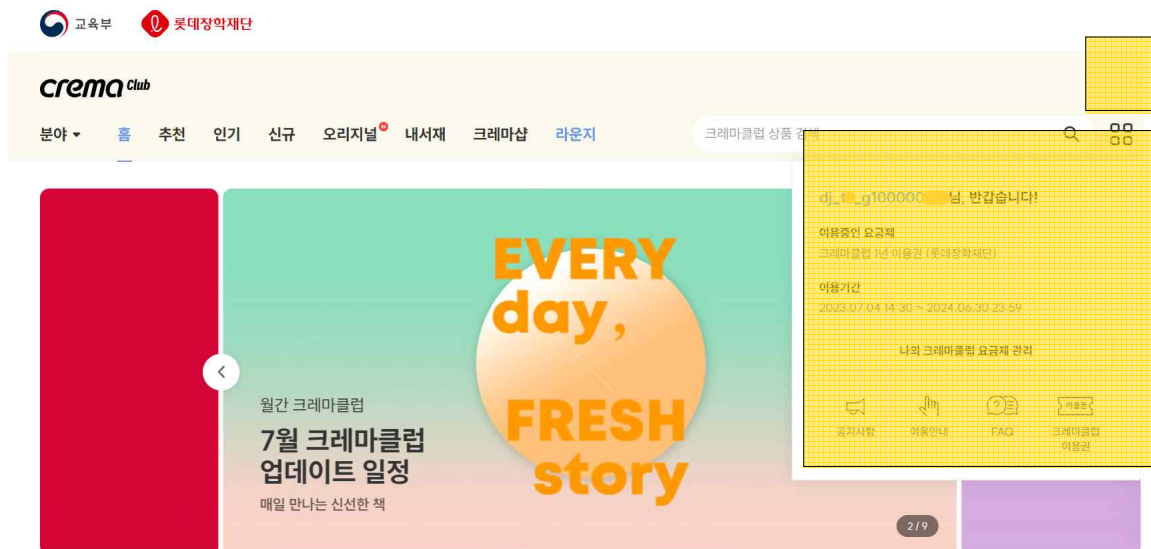 교육부 롯데장학재단
crema club
분야 홈 추천 인기 신규 오리지널 내서재 크레마샵 라운지
크레마클럽 상품 검색
님, 반갑습니다!
이용중인 요금제
크레마클럽 1년 이용권 (롯데장학재단)
이용기간
2023.07.04 14:30 ~ 2024.06.30 23:59
나의 크레마클럽 요금제 관리
이용권
공지사항 이용안내 FAQ 크레마클럽
이용권
EVERY
day,
FRESH
story
월간 크레마클럽
7월 크레마클럽
업데이트 일정
매일 만나는 신선한 책
2/9